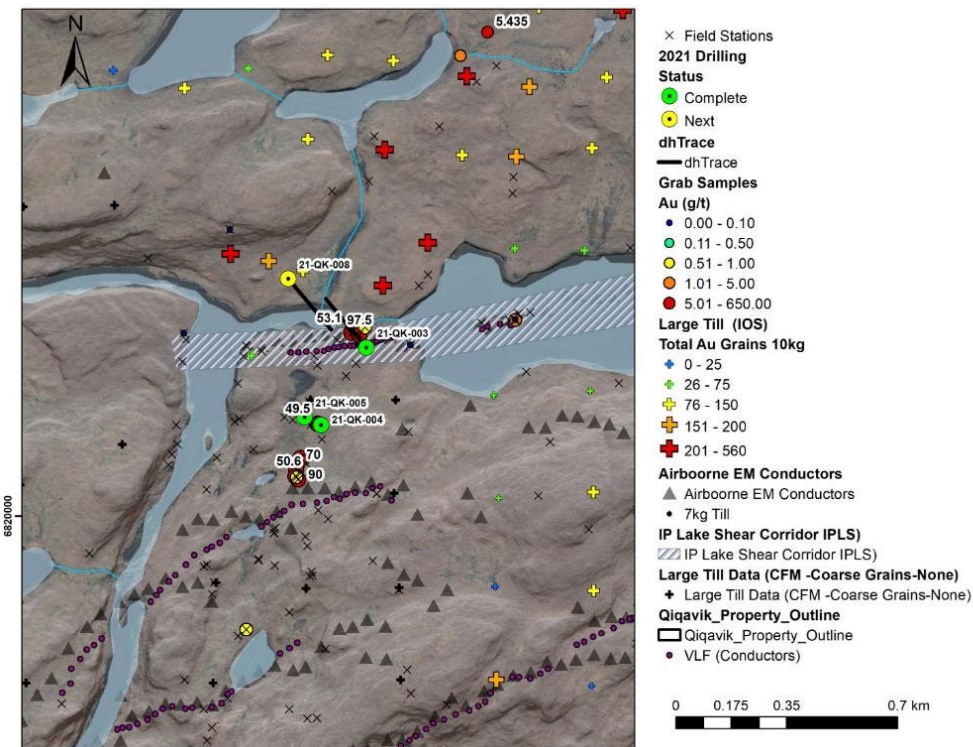 N
5.435
21-QK-008
53.1
97.5
21-QK-003
49.5
21-QK-005
21-QK-004
50.6
70
90
6820000
Field Stations
2021 Drilling
Status
Complete
Next
dhTrace
dhTrace
Grab Samples
Au (g/t)
0.00 - 0.10
0.11 - 0.50
0.51 - 1.00
1.01 - 5.00
5.01 - 650.00
Large Till (IOS)
Total Au Grains 10kg
0 - 25
26 - 75
76 - 150
151 - 200
201 - 560
Airboorne EM Conductors
Airboorne EM Conductors
7kg Till
IP Lake Shear Corridor IPLS)
IP Lake Shear Corridor IPLS)
Large Till Data (CFM -Coarse Grains-None)
Large Till Data (CFM -Coarse Grains-None)
Qiqavik_Property_Outline
Qiqavik_Property_Outline
VLF (Conductors)
0 0.175 0.35 0.7 km